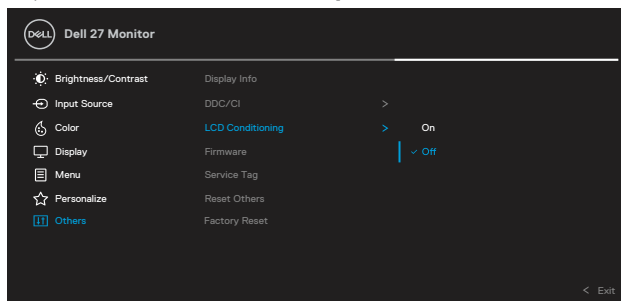 DELL Dell 27 Monitor
Brightness/Contrast Display Info
Input Source DDC/CI >
Color LCD Conditioning > On
Display Firmware ✓ Off
Menu Service Tag
Personalize Reset Others
Others Factory Reset
< Exit